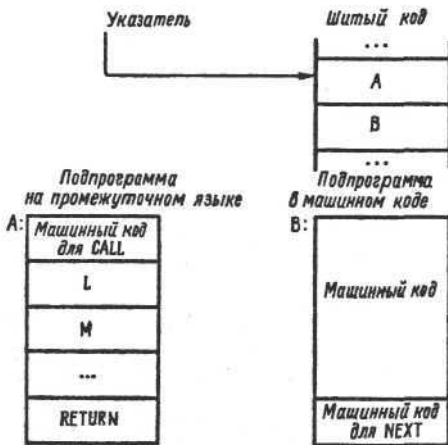 Указатель
Шитый код
...
A
B
...
Подпрограмма
на промежуточном языке
A:
Машинный код
для CALL
L
M
...
RETURN
Подпрограмма
в машинном коде
B:
Машинный код
Машинный код
для NEXT